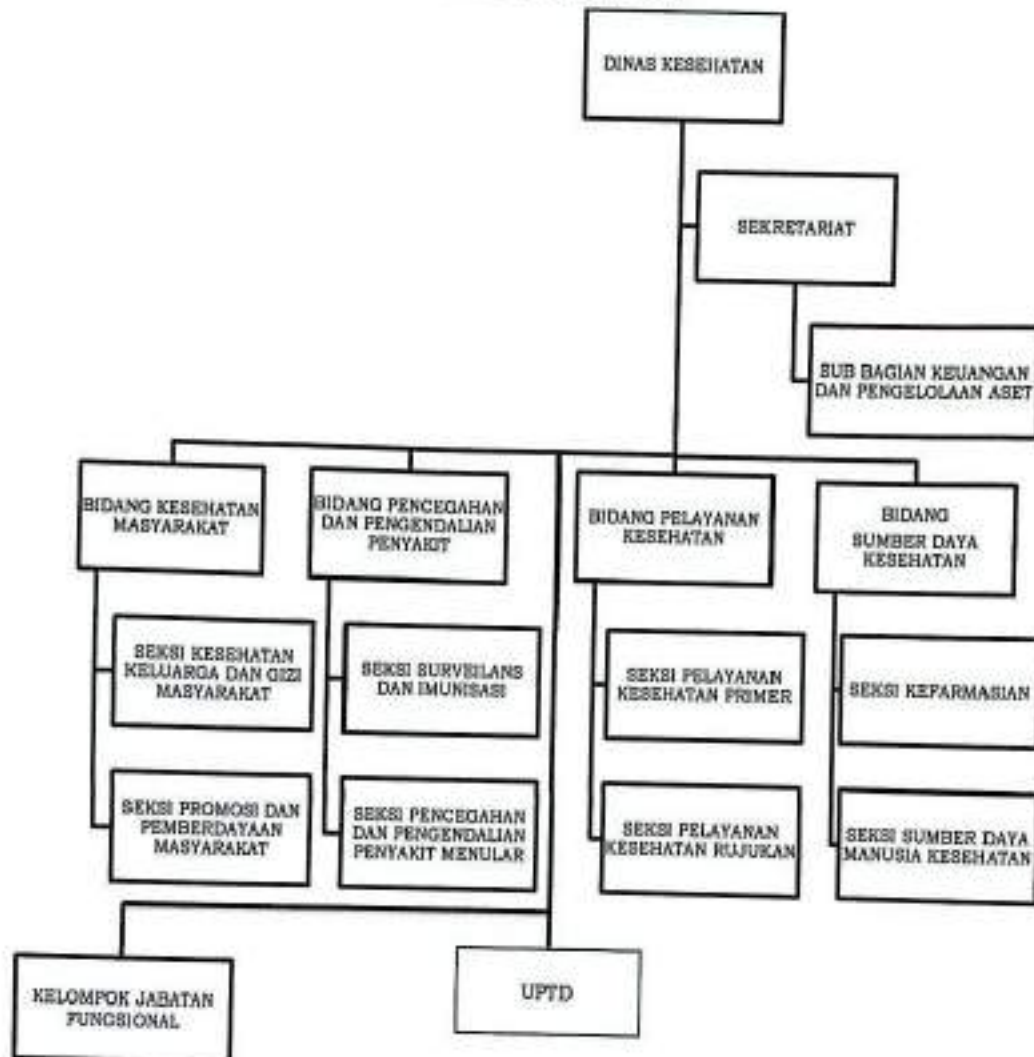 DINAS KESEHATAN
SEKRETARIAT
SUB BAGIAN KEUANGAN
DAN PENGELOLAAN ASET
BIDANG KESEHATAN
MASYARAKAT
BIDANG PENCEGAHAN
DAN PENGENDALIAN
PENYAKIT
BIDANG PELAYANAN
KESEHATAN
BIDANG
SUMBER DAYA
KESEHATAN
SEKSI KESEHATAN
KELUARGA DAN GIZI
MASYARAKAT
SEKSI SURVEILANS
DAN IMUNISASI
SEKSI PELAYANAN
KESEHATAN PRIMER
SEKSI KEFARMASIAN
SEKSI PROMOSI DAN
PEMBERDAYAAN
MASYARAKAT
SEKSI PENCEGAHAN
DAN PENGENDALIAN
PENYAKIT MENULAR
SEKSI PELAYANAN
KESEHATAN RUJUKAN
SEKSI SUMBER DAYA
MANUSIA KESEHATAN
KELOMPOK JABATAN
FUNGSIONAL
UPTD